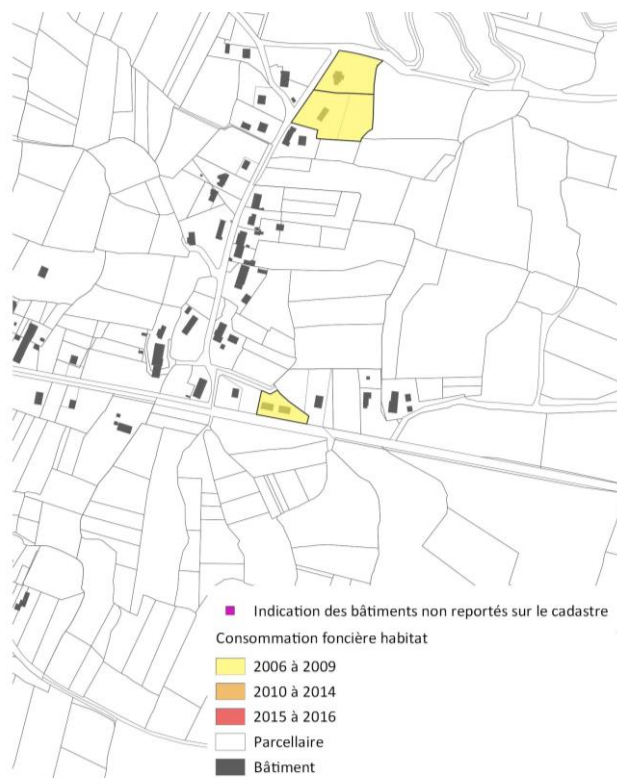 Indication des bâtiments non reportés sur le cadastre
Consommation foncière habitat
2006 à 2009
2010 à 2014
2015 à 2016
Parcellaire
Bâtiment